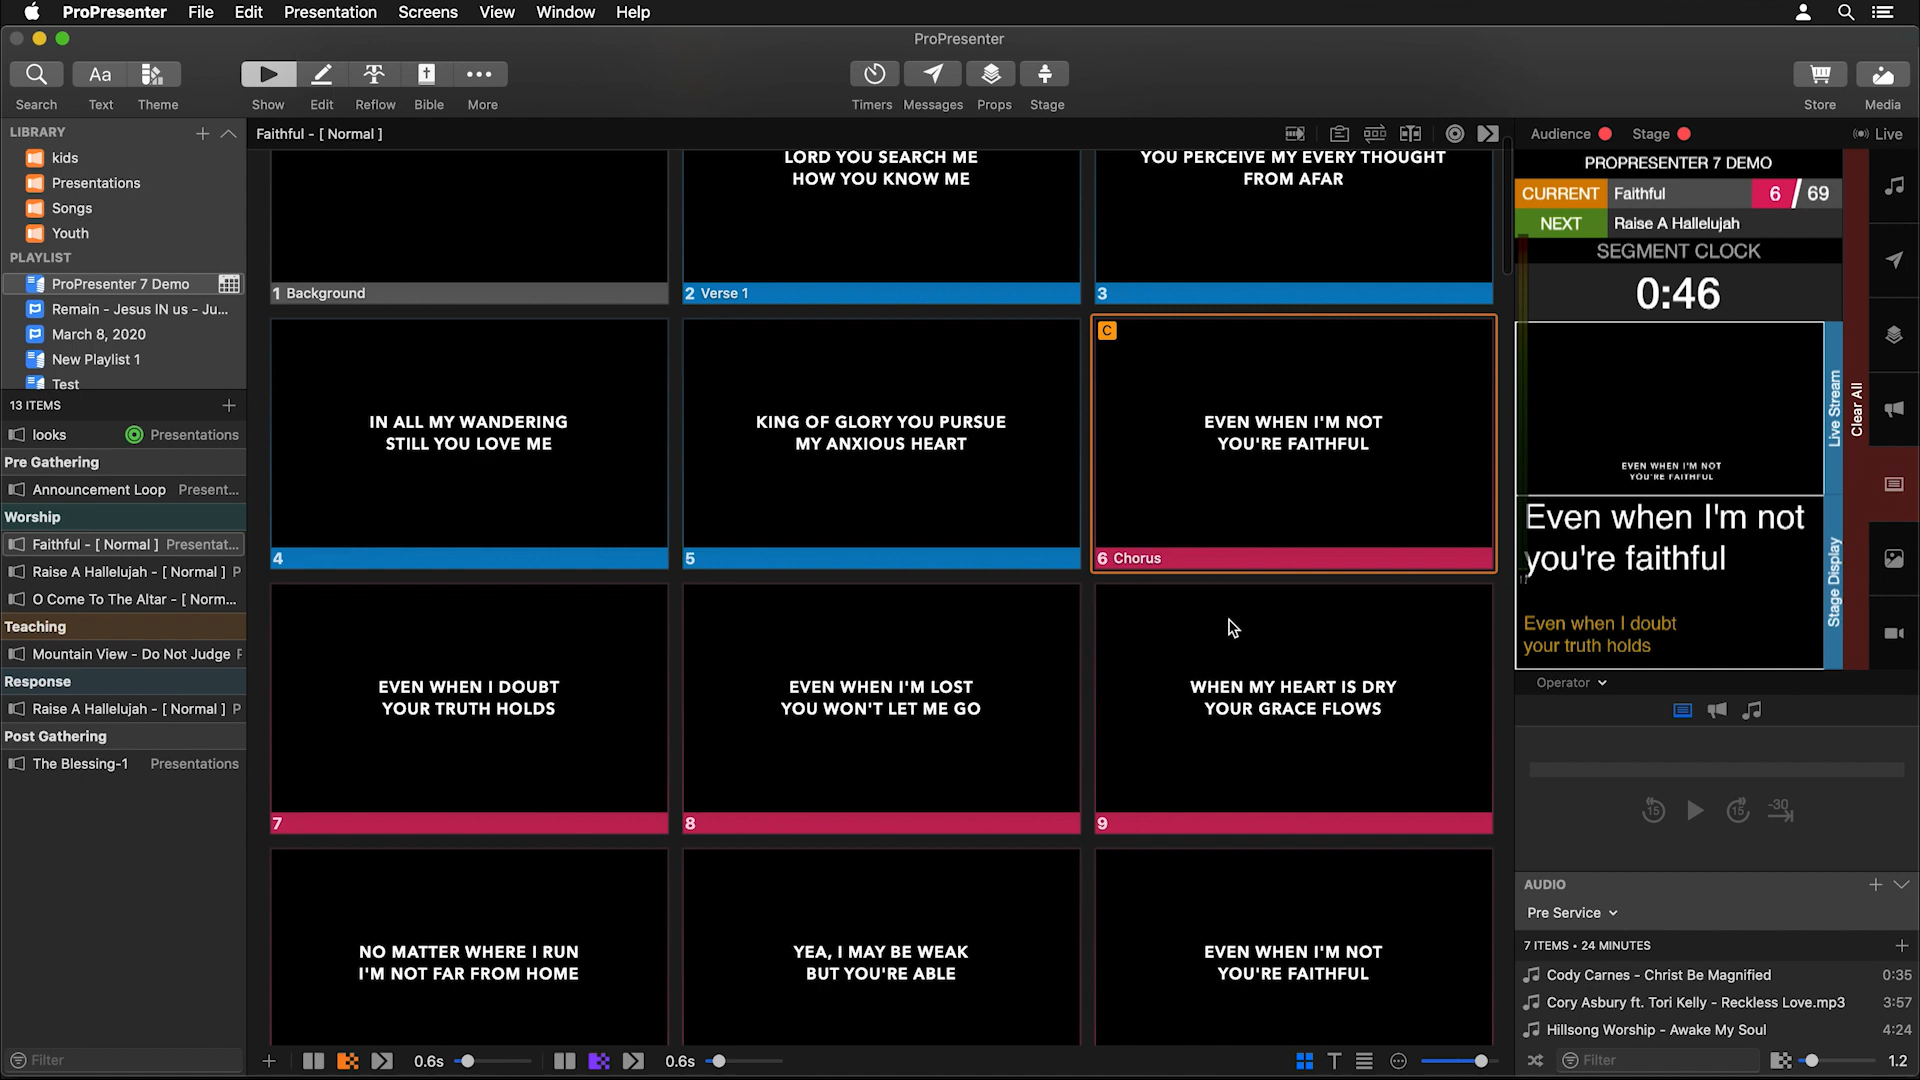 ProPresenter File Edit Presentation Screens View Window Help
ProPresenter
Aa
Search Text Theme Show Edit Reflow Bible More Timers Messages Props Stage Store Media
LIBRARY
kids
Presentations
Songs
Youth
PLAYLIST
ProPresenter 7 Demo
Remain - Jesus IN us - Ju...
March 8, 2020
New Playlist 1
Test
13 ITEMS
looks Presentations
Pre Gathering
Announcement Loop Present...
Worship
Faithful - [ Normal ] Presentat...
Raise A Hallelujah - [ Normal ] P
O Come To The Altar - [ Norm...
Teaching
Mountain View - Do Not Judge P
Response
Raise A Hallelujah - [ Normal ] P
Post Gathering
The Blessing-1 Presentations
Filter
Faithful - [ Normal ]
1 Background
LORD YOU SEARCH ME
HOW YOU KNOW ME
2 Verse 1
YOU PERCEIVE MY EVERY THOUGHT
FROM AFAR
3
IN ALL MY WANDERING
STILL YOU LOVE ME
4
KING OF GLORY YOU PURSUE
MY ANXIOUS HEART
5
C
EVEN WHEN I'M NOT
YOU'RE FAITHFUL
6 Chorus
EVEN WHEN I DOUBT
YOUR TRUTH HOLDS
7
EVEN WHEN I'M LOST
YOU WON'T LET ME GO
8
WHEN MY HEART IS DRY
YOUR GRACE FLOWS
9
NO MATTER WHERE I RUN
I'M NOT FAR FROM HOME
YEA, I MAY BE WEAK
BUT YOU'RE ABLE
EVEN WHEN I'M NOT
YOU'RE FAITHFUL
0.6s 0.6s
T
Audience Stage Live
PROPRESENTER 7 DEMO
CURRENT Faithful 6 / 69
NEXT Raise A Hallelujah
SEGMENT CLOCK
0:46
EVEN WHEN I'M NOT
YOU'RE FAITHFUL
Live Stream
Clear All
Even when I'm not
you're faithful
Even when I doubt
your truth holds
Stage Display
Operator
15 15 -30
AUDIO
Pre Service
7 ITEMS • 24 MINUTES
Cody Carnes - Christ Be Magnified 0:35
Cory Asbury ft. Tori Kelly - Reckless Love.mp3 3:57
Hillsong Worship - Awake My Soul 4:24
Filter 1.2